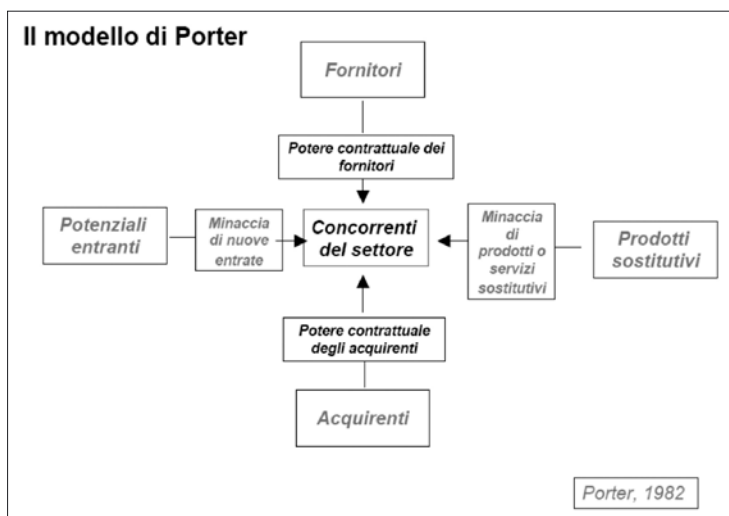 Il modello di Porter
Fornitori
Potere contrattuale dei
fornitori
Potenziali
entranti
Minaccia
di nuove
entrate
Concorrenti
del settore
Minaccia
di
prodotti o
servizi
sostitutivi
Prodotti
sostitutivi
Potere contrattuale
degli acquirenti
Acquirenti
Porter, 1982